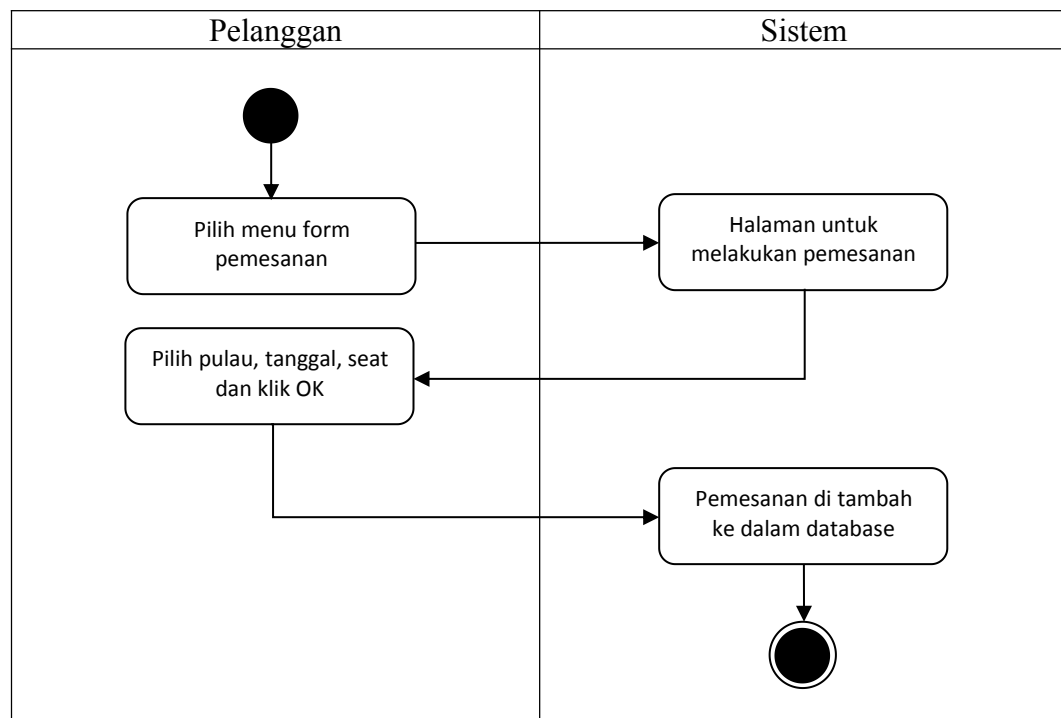 Pelanggan
Sistem
Pilih menu form
pemesanan
Halaman untuk
melakukan pemesanan
Pilih pulau, tanggal, seat
dan klik OK
Pemesanan di tambah
ke dalam database